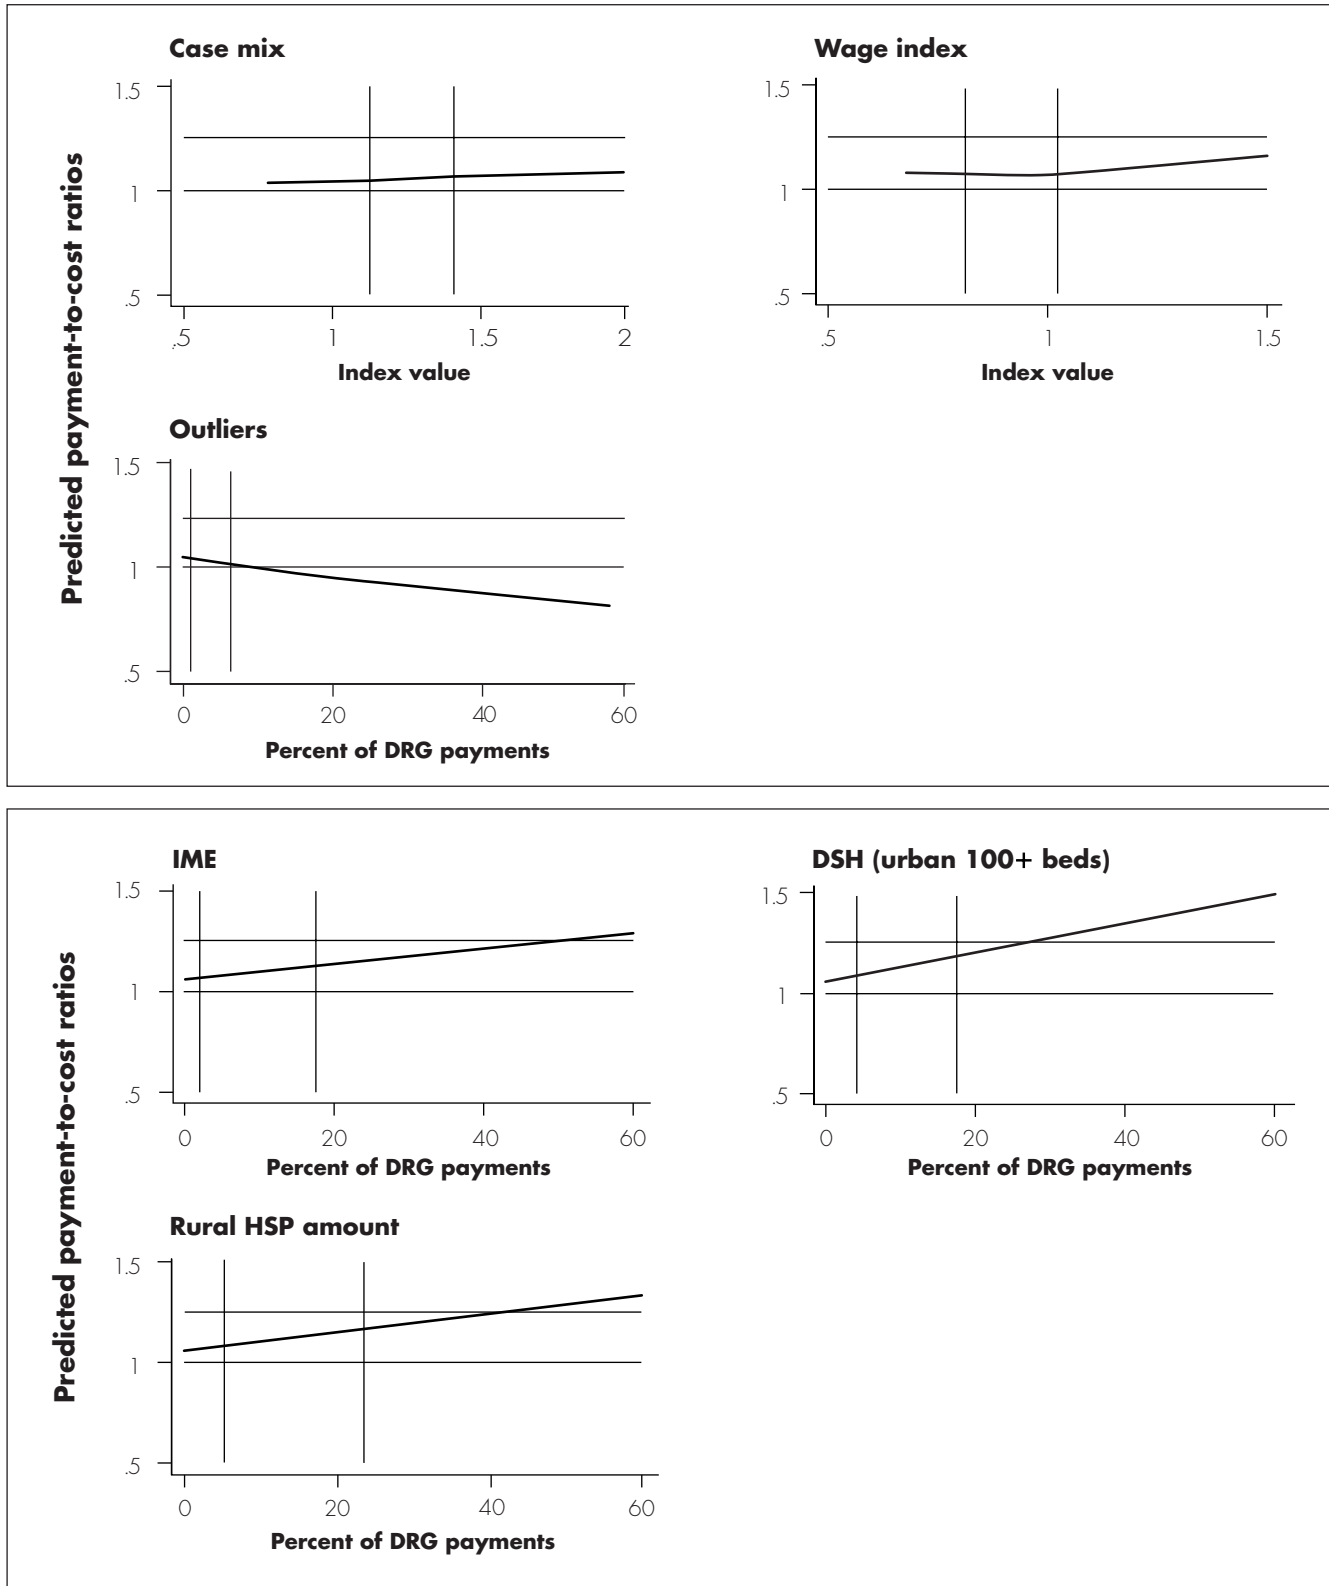 Predicted payment-to-cost ratios
Case mix
1.5
1
.5
.5 1 1.5 2
Index value
Wage index
1.5
1
.5
.5 1 1.5
Index value
Outliers
1.5
1
.5
0 20 40 60
Percent of DRG payments
Predicted payment-to-cost ratios
IME
1.5
1
.5
0 20 40 60
Percent of DRG payments
DSH (urban 100+ beds)
1.5
1
.5
0 20 40 60
Percent of DRG payments
Rural HSP amount
1.5
1
.5
0 20 40 60
Percent of DRG payments